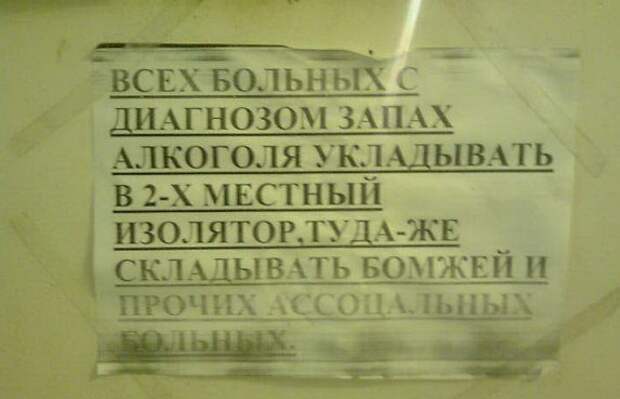 ВСЕХ БОЛЬНЫХ С
ДИАГНОЗОМ ЗАПАХ
АЛКОГОЛЯ УКЛАДЫВАТЬ
В 2-Х МЕСТНЫЙ
ИЗОЛЯТОР,ТУДА-ЖЕ
СКЛАДЫВАТЬ БОМЖЕЙ И
ПРОЧИХ АССОЦАЛЬНЫХ
БОЛЬНЫХ.